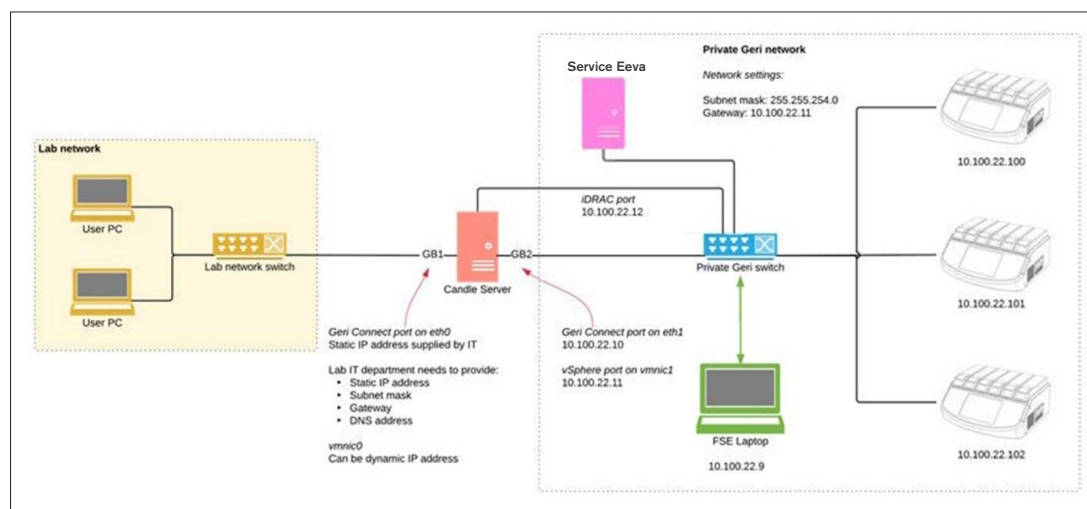 Lab network
User PC
User PC
Lab network switch
GB1
Candle Server
GB2
Geri Connect port on eth0
Static IP address supplied by IT
Lab IT department needs to provide:
• Static IP address
• Subnet mask
• Gateway
• DNS address
vmnic0
Can be dynamic IP address
Geri Connect port on eth1
10.100.22.10
vSphere port on vmnic1
10.100.22.11
Service Eeva
iDRAC port
10.100.22.12
Private Geri network
Network settings:
Subnet mask: 255.255.254.0
Gateway: 10.100.22.11
Private Geri switch
FSE Laptop
10.100.22.9
10.100.22.100
10.100.22.101
10.100.22.102